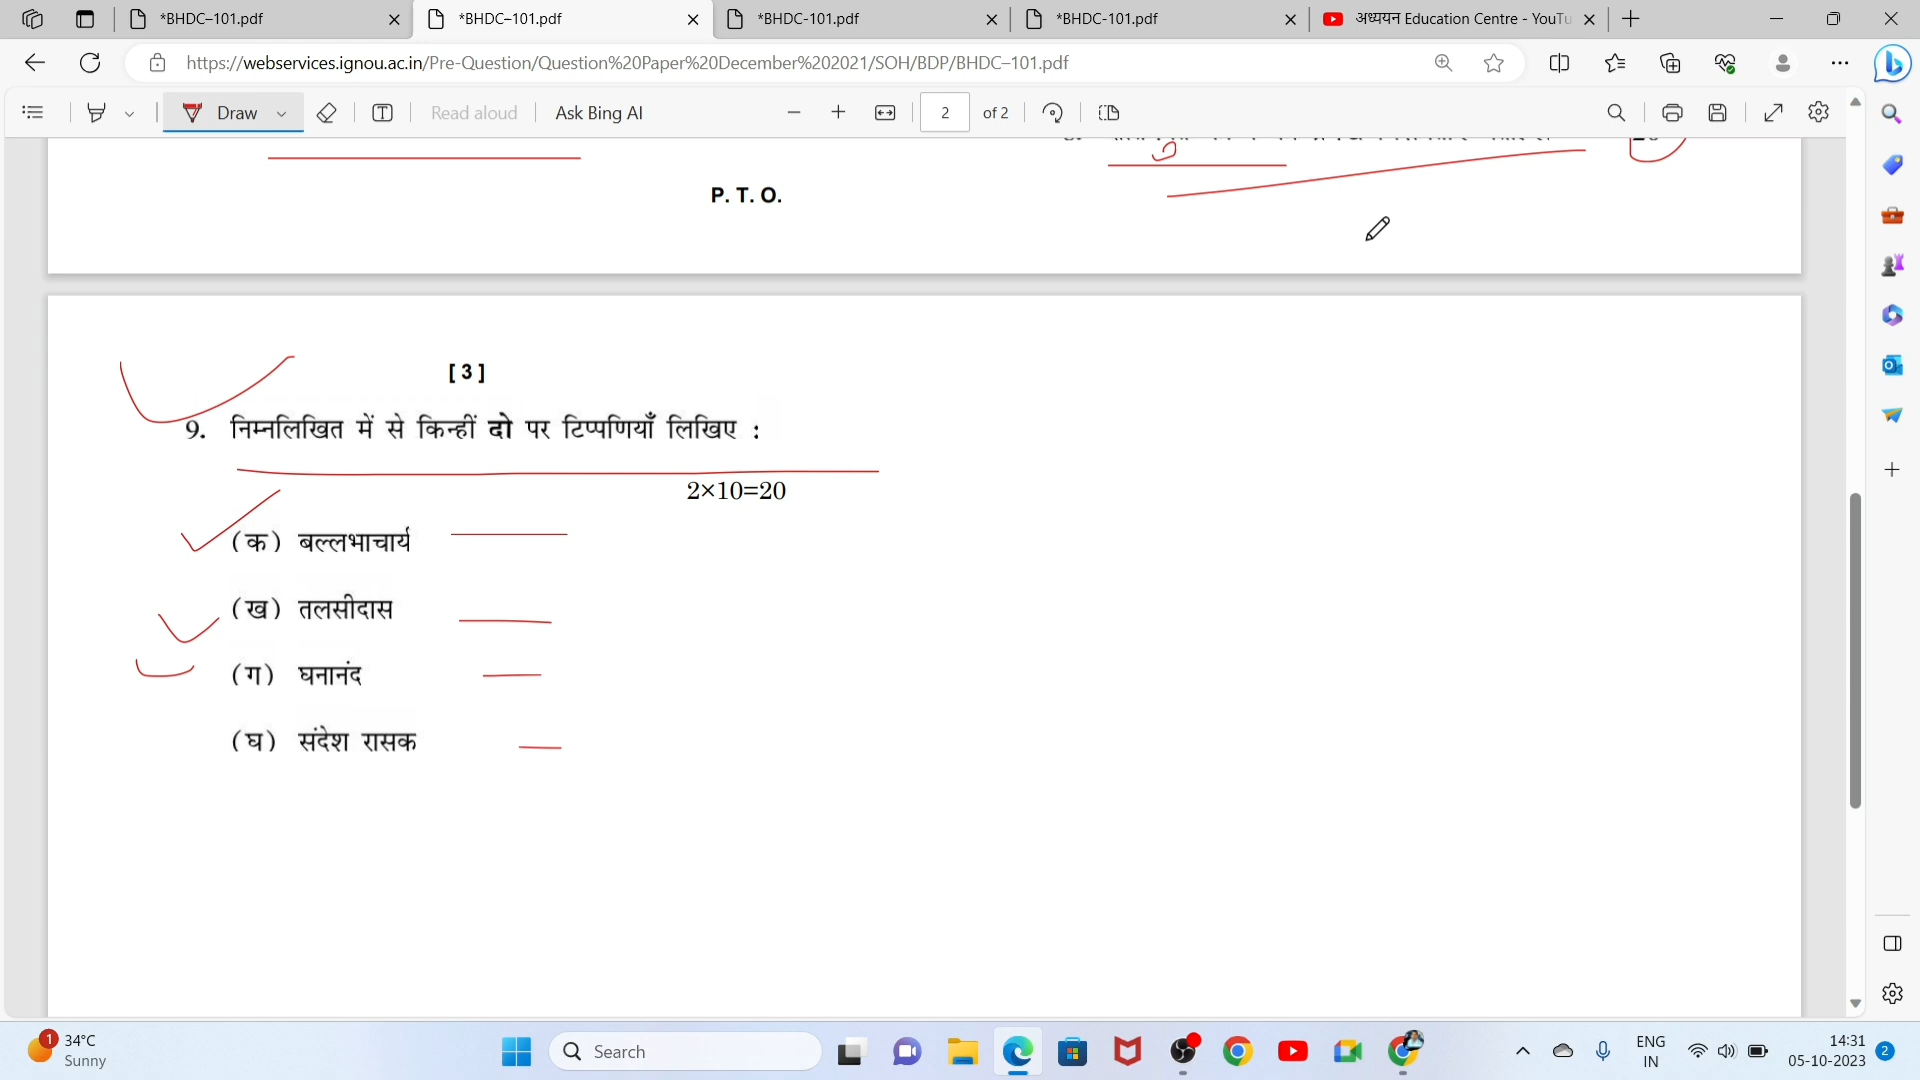 *BHDC–101.pdf
*BHDC–101.pdf
*BHDC-101.pdf
*BHDC-101.pdf
अध्ययन Education Centre - YouTu
https://webservices.ignou.ac.in/Pre-Question/Question%20Paper%20December%202021/SOH/BDP/BHDC–101.pdf
Draw
Read aloud
Ask Bing AI
2
of 2
P. T. O.
[ 3 ]
9. निम्नलिखित में से किन्हीं दो पर टिप्पणियाँ लिखिए :
2×10=20
(क) बल्लभाचार्य
(ख) तलसीदास
(ग) घनानंद
(घ) संदेश रासक
1
34°C
Sunny
Search
ENG
IN
14:31
05-10-2023
2